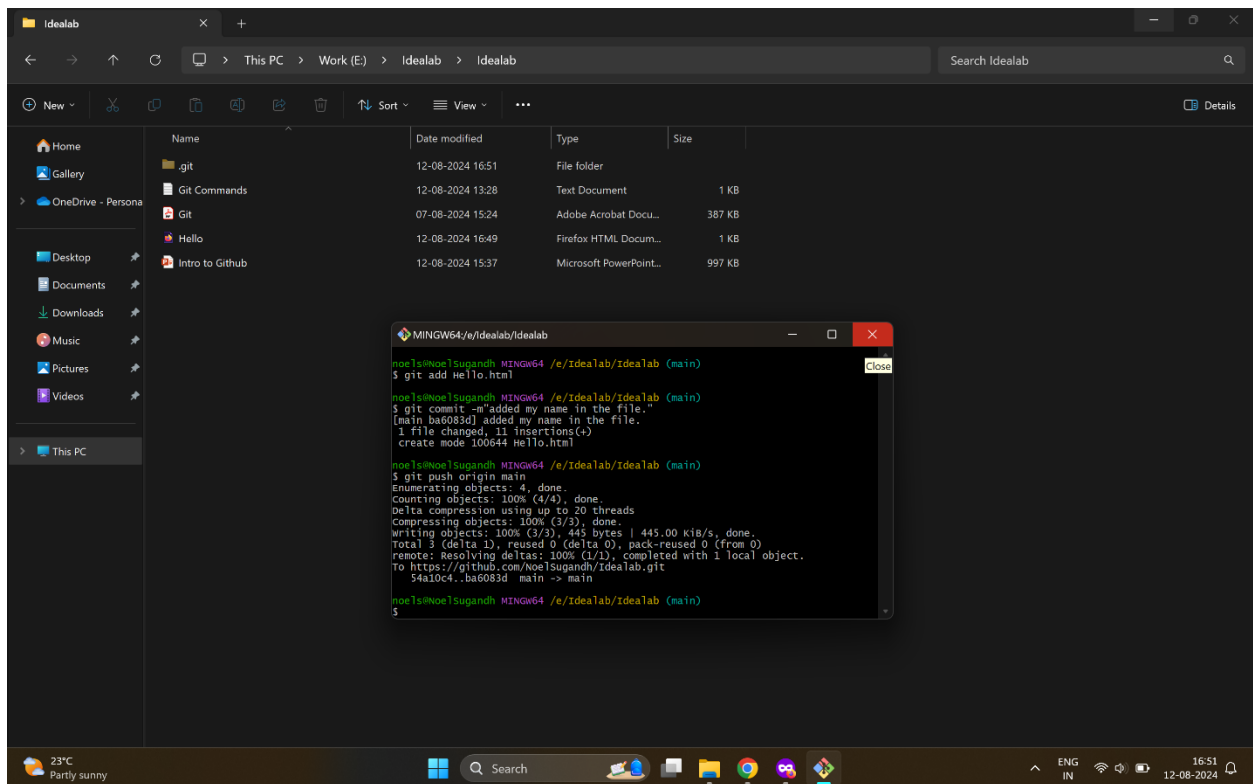 Idealab
This PC > Work (E:) > Idealab > Idealab
Search Idealab
New
Sort
View
Details
Home
Gallery
OneDrive - Persona
Desktop
Documents
Downloads
Music
Pictures
Videos
This PC
Name Date modified Type Size
.git 12-08-2024 16:51 File folder
Git Commands 12-08-2024 13:28 Text Document 1 KB
Git 07-08-2024 15:24 Adobe Acrobat Docu... 387 KB
Hello 12-08-2024 16:49 Firefox HTML Docum... 1 KB
Intro to Github 12-08-2024 15:37 Microsoft PowerPoint... 997 KB
MINGW64:/e/Idealab/Idealab
Close
noels@NoelSugandh MINGW64 /e/Idealab/Idealab (main)
$ git add Hello.html
noels@NoelSugandh MINGW64 /e/Idealab/Idealab (main)
$ git commit -m"added my name in the file."
[main ba6083d] added my name in the file.
1 file changed, 11 insertions(+)
create mode 100644 Hello.html
noels@NoelSugandh MINGW64 /e/Idealab/Idealab (main)
$ git push origin main
Enumerating objects: 4, done.
Counting objects: 100% (4/4), done.
Delta compression using up to 20 threads
Compressing objects: 100% (3/3), done.
Writing objects: 100% (3/3), 445 bytes | 445.00 KiB/s, done.
Total 3 (delta 1), reused 0 (delta 0), pack-reused 0 (from 0)
remote: Resolving deltas: 100% (1/1), completed with 1 local object.
To https://github.com/NoelSugandh/Idealab.git
54a10c4..ba6083d main -> main
noels@NoelSugandh MINGW64 /e/Idealab/Idealab (main)
$
23°C
Partly sunny
Search
ENG
IN
16:51
12-08-2024